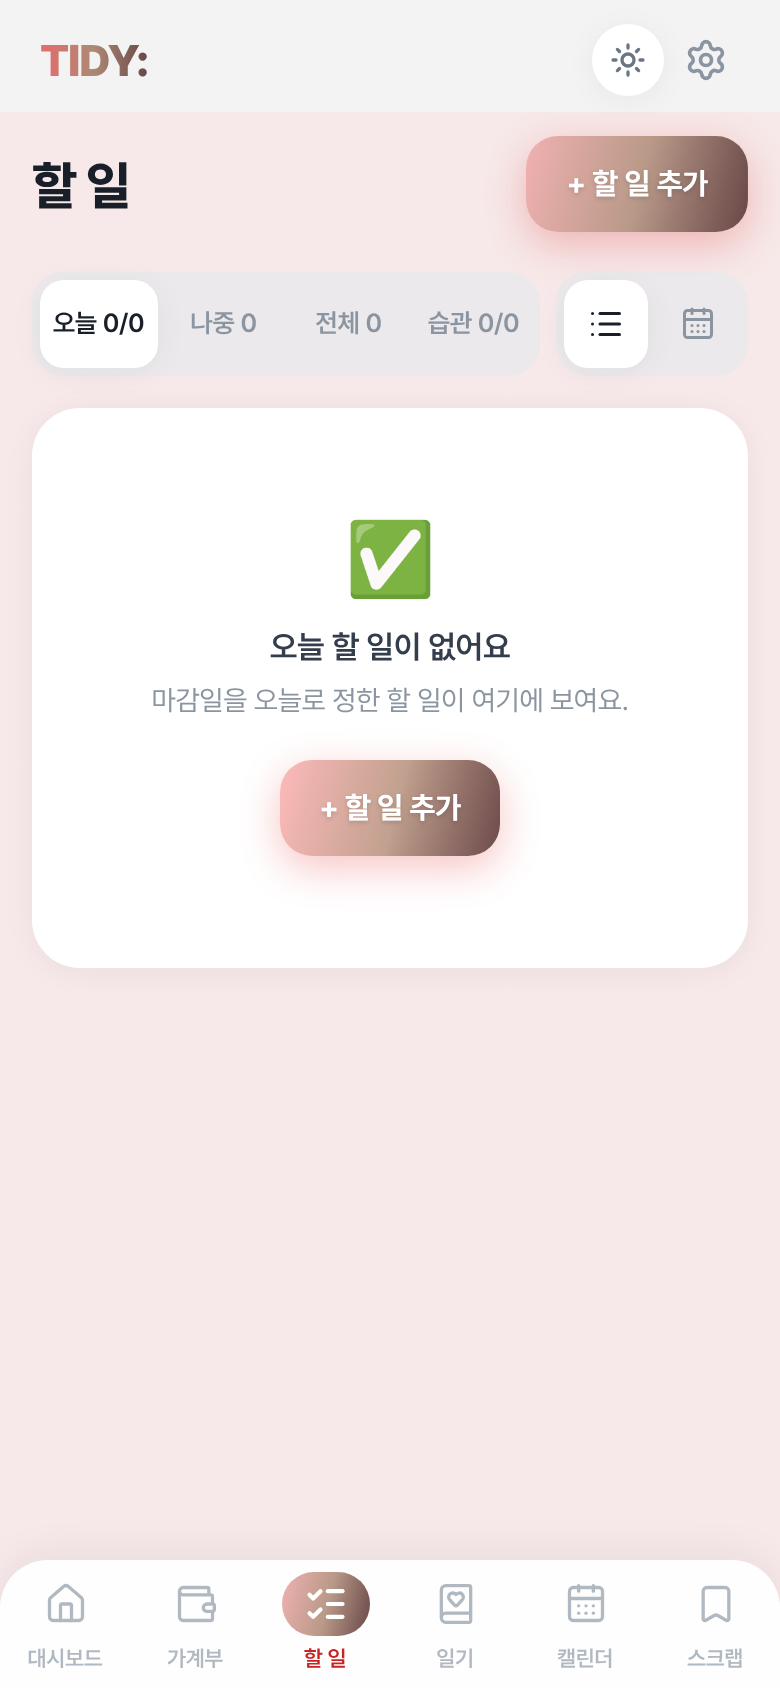 TIDY:
할 일
+ 할 일 추가
오늘 0/0
나중 0
전체 0
습관 0/0
오늘 할 일이 없어요
마감일을 오늘로 정한 할 일이 여기에 보여요.
+ 할 일 추가
대시보드
가계부
할 일
일기
캘린더
스크랩